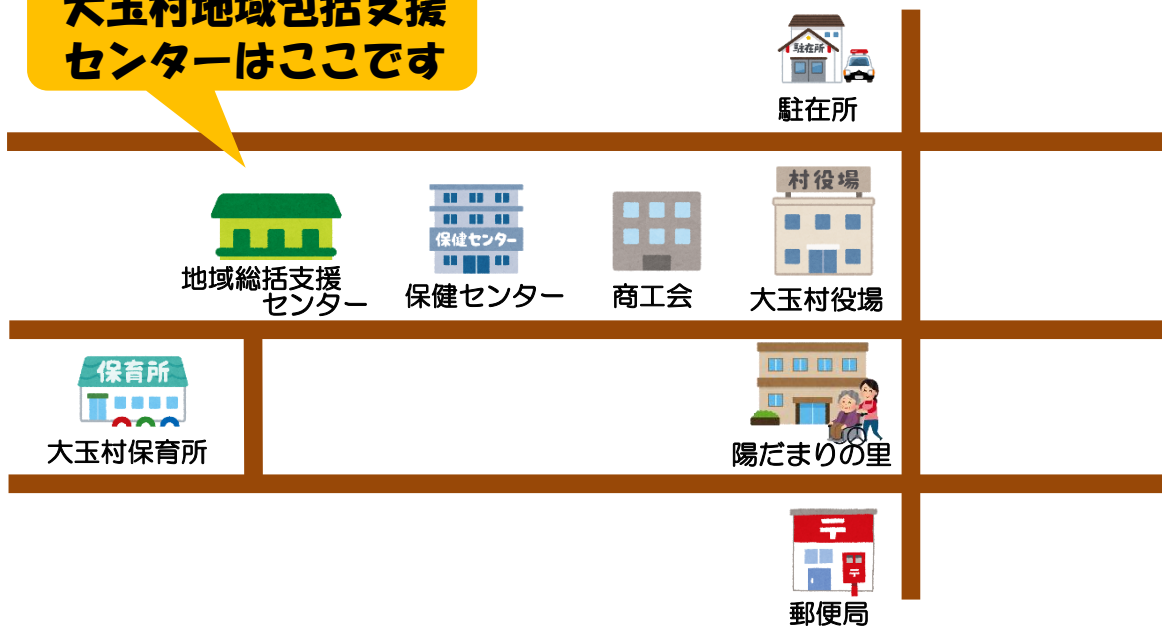 大玉村地域包括支援
センターはここです
駐在所
駐在所
村役場
保健センター
地域総括支援
センター
保健センター
商工会
大玉村役場
保育所
大玉村保育所
陽だまりの里
〒
〒
郵便局